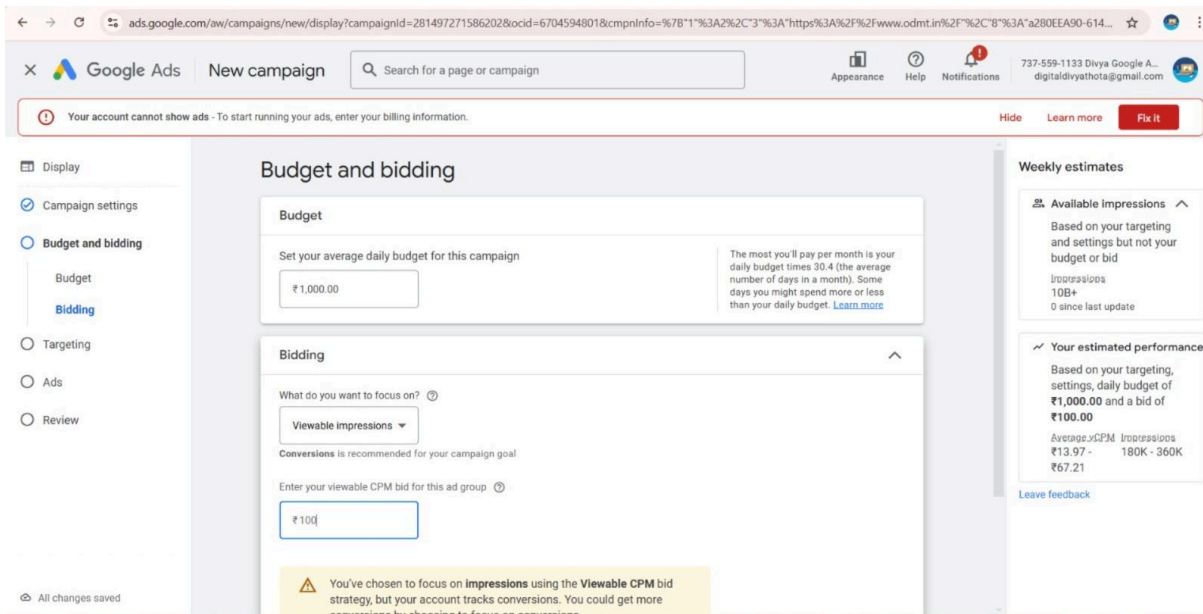 ads.google.com/aw/campaigns/new/display?campaignId=281497271586202&ocid=6704594801&cmpnInfo=%7B"1"%3A2%2C"3"%3A"https%3A%2F%2Fwww.odmt.in%2F"%2C"8"%3A"a280EEA90-614...
Google Ads
New campaign
Search for a page or campaign
Appearance
Help
Notifications
737-559-1133 Divya Google A...
digitaldivyathota@gmail.com
Your account cannot show ads - To start running your ads, enter your billing information.
Hide
Learn more
Fix it
Display
Campaign settings
Budget and bidding
Budget
Bidding
Targeting
Ads
Review
All changes saved
Budget and bidding
Budget
Set your average daily budget for this campaign
₹1,000.00
The most you'll pay per month is your
daily budget times 30.4 (the average
number of days in a month). Some
days you might spend more or less
than your daily budget. Learn more
Bidding
What do you want to focus on?
Viewable impressions
Conversions is recommended for your campaign goal
Enter your viewable CPM bid for this ad group
₹100
You've chosen to focus on impressions using the Viewable CPM bid
strategy, but your account tracks conversions. You could get more
conversions by choosing to focus on conversions
Weekly estimates
Available impressions
Based on your targeting
and settings but not your
budget or bid
Impressions
10B+
0 since last update
Your estimated performance
Based on your targeting,
settings, daily budget of
₹1,000.00 and a bid of
₹100.00
Average vCPM Impressions
₹13.97 - 180K - 360K
₹67.21
Leave feedback